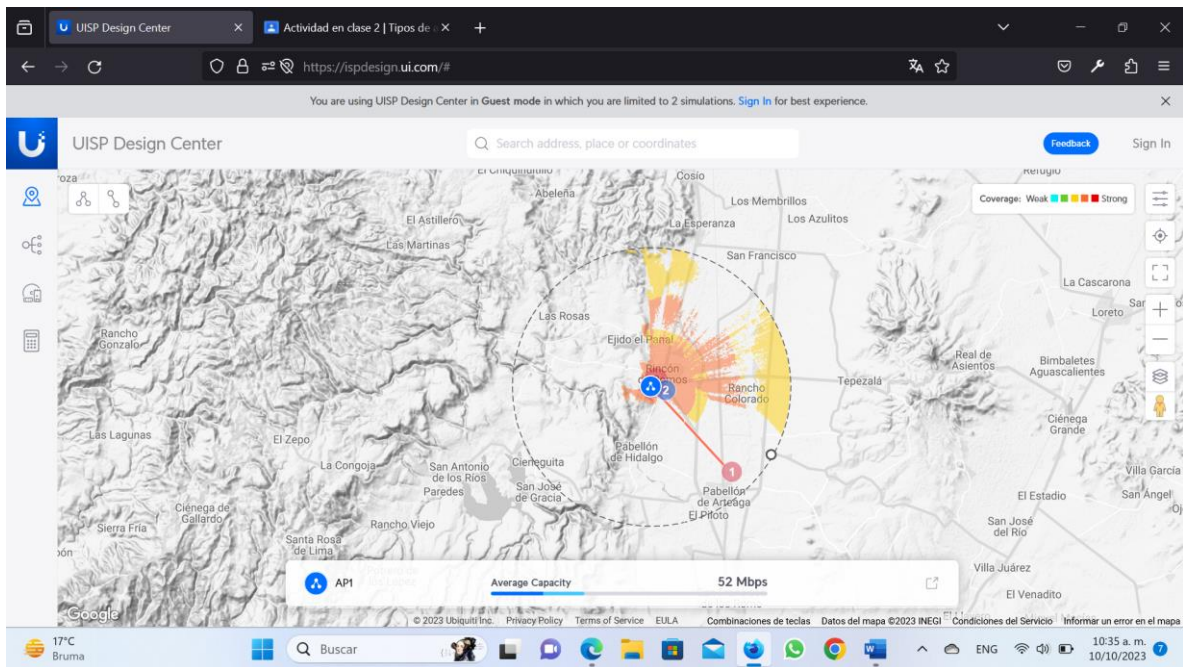 UISP Design Center
Actividad en clase 2 | Tipos de
https://ispdesign.ui.com/#
You are using UISP Design Center in Guest mode in which you are limited to 2 simulations. Sign In for best experience.
UISP Design Center
Search address, place or coordinates
Feedback
Sign In
Coverage: Weak Strong
Cosio
Abeleña
Los Membrillos
El Astillero
La Esperanza
Los Azulitos
Las Martinas
San Francisco
La Cascarona
Loreto
Las Rosas
Rancho
Gonzalo
Ejido el Panal
Real de
Asientos
Bimbaletes
Aguascalientes
Rincón
2
Rancho
Colorado
Tepezalá
Ciénega
Grande
Las Lagunas
El Zepo
Pabellón
de Hidalgo
La Congoja
San Antonio
de los Ríos
Paredes
Cieneguita
San José
de Gracia
1
Villa García
Pabellón
de Arteaga
El Piloto
El Estadio
San Ángel
Ciénega de
Gallardo
Sierra Fría
Rancho Viejo
San José
del Río
Santa Rosa
de Lima
Villa Juárez
AP1
Average Capacity
52 Mbps
El Venadito
Google
© 2023 Ubiquiti Inc. Privacy Policy Terms of Service EULA Combinaciones de teclas Datos del mapa ©2023 INEGI Condiciones del Servicio Informar un error en el mapa
17°C
Bruma
Buscar
ENG
10:35 a. m.
10/10/2023
7